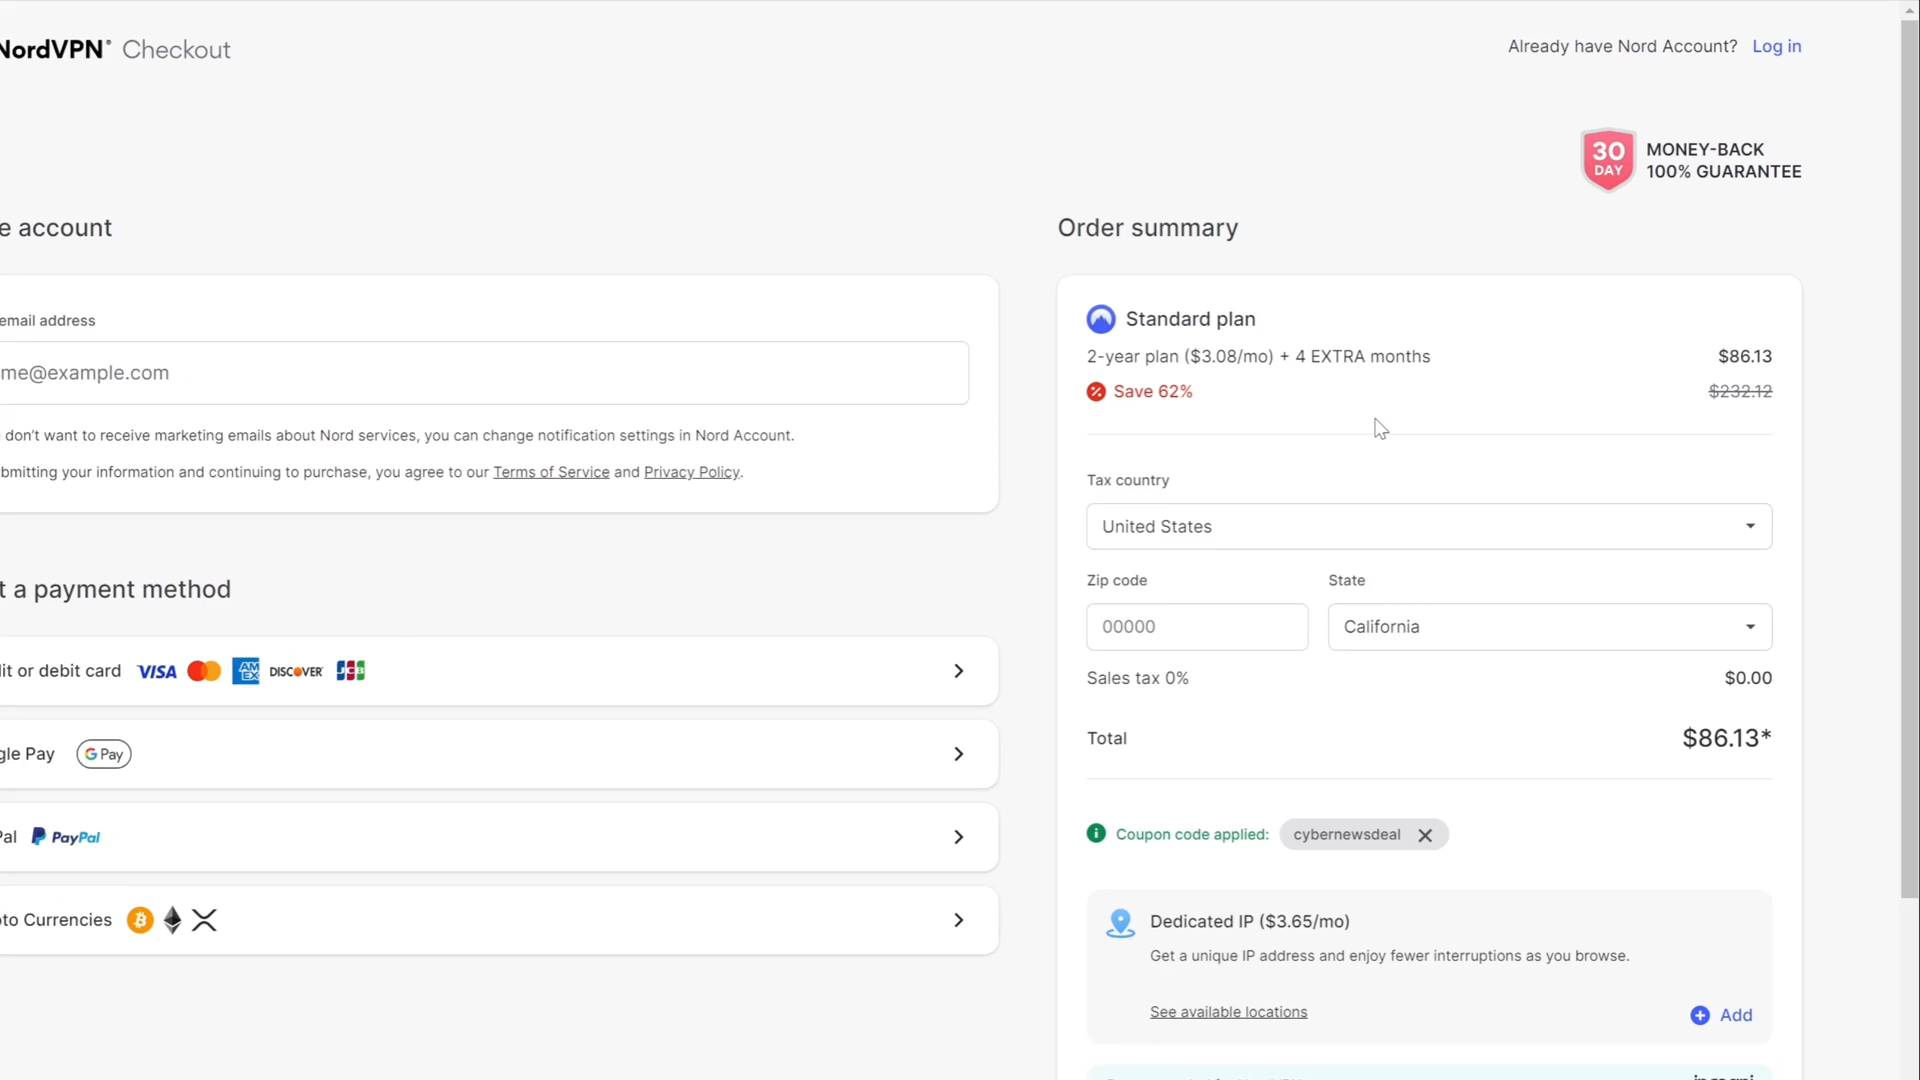 NordVPN® Checkout
Already have Nord Account? Log in
30 DAY
MONEY-BACK
100% GUARANTEE
e account
email address
me@example.com
don't want to receive marketing emails about Nord services, you can change notification settings in Nord Account.
bmitting your information and continuing to purchase, you agree to our Terms of Service and Privacy Policy.
t a payment method
it or debit card VISA AMEX DISCOVER JCB
gle Pay G Pay
Pal PayPal
to Currencies
Order summary
Standard plan
2-year plan ($3.08/mo) + 4 EXTRA months $86.13
Save 62% $232.12
Tax country
United States
Zip code State
00000 California
Sales tax 0% $0.00
Total $86.13*
Coupon code applied: cybernewsdeal
Dedicated IP ($3.65/mo)
Get a unique IP address and enjoy fewer interruptions as you browse.
See available locations
Add